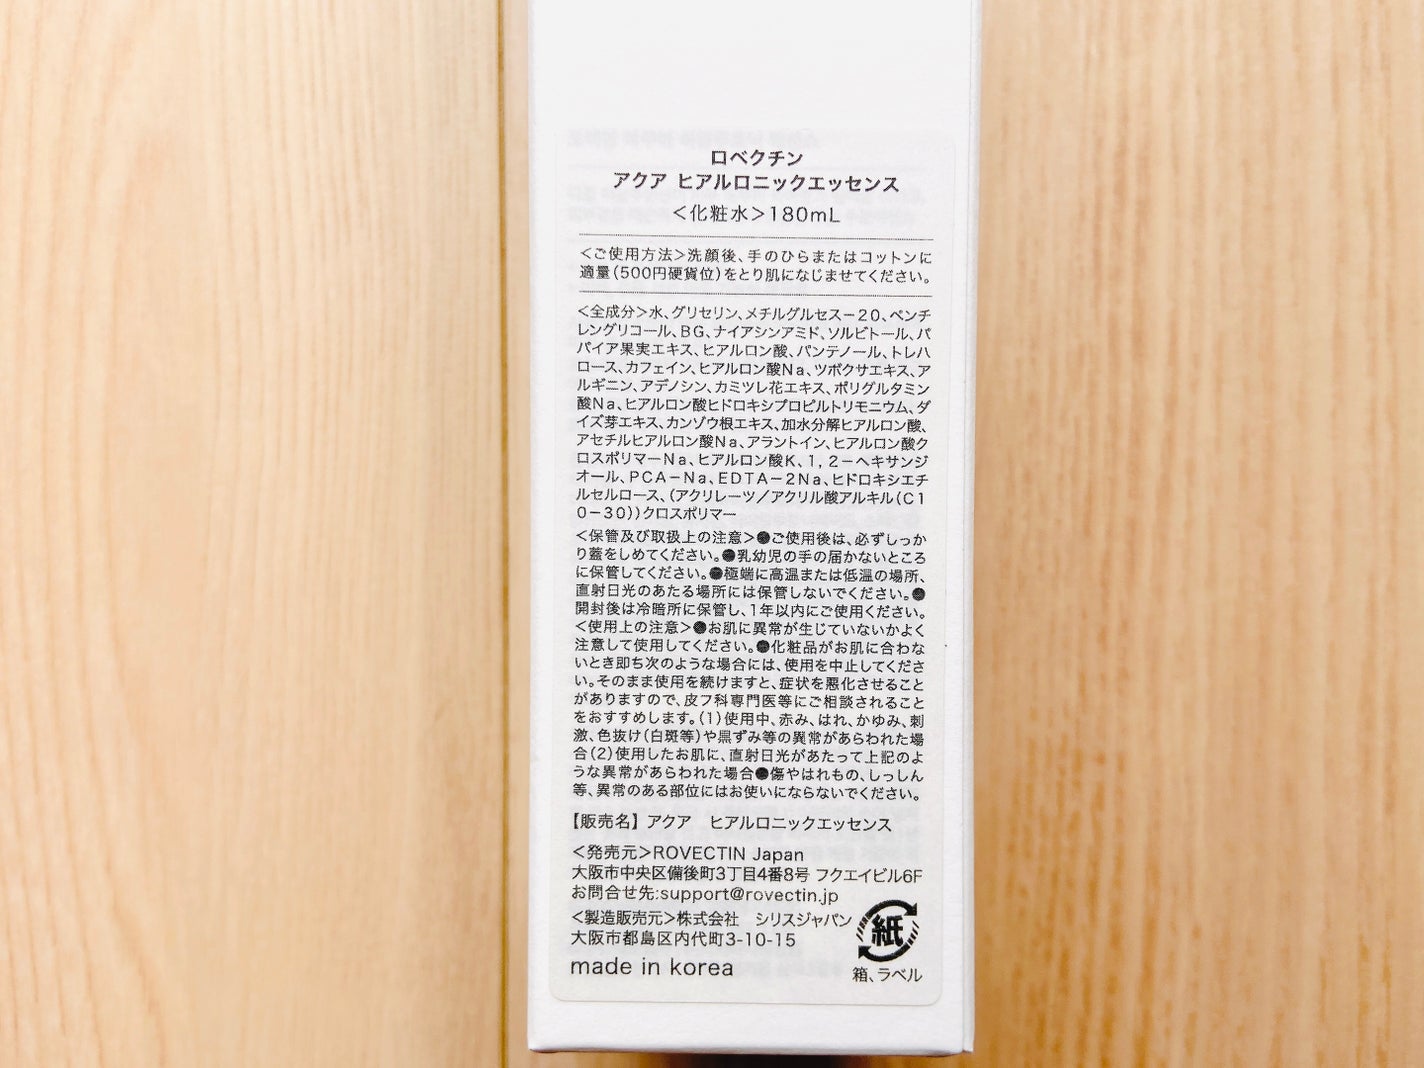 ロベクチン
アクア ヒアルロニックエッセンス
＜化粧水＞180mL
＜ご使用方法＞洗顔後、手のひらまたはコットンに
適量(500円硬貨位)をとり肌になじませてください。
＜全成分＞水、グリセリン、メチルグルセスー20、ペンチ
レングリコール、BG、ナイアシンアミド、ソルビトール、パ
パイア果実エキス、ヒアルロン酸、パンテノール、トレハ
ロース、カフェイン、ヒアルロン酸Na、ツボクサエキス、ア
ルギニン、アデノシン、カミツレ花エキス、ポリグルタミン
酸Na、ヒアルロン酸ヒドロキシプロピルトリモニウム、ダ
イズ芽エキス、カンゾウ根エキス、加水分解ヒアルロン酸、
アセチルヒアルロン酸Na、アラントイン、ヒアルロン酸ク
ロスポリマーNa、ヒアルロン酸K、1，2－ヘキサンジ
オール、PCA－Na、EDTA－2Na、ヒドロキシエチ
ルセルロース、（アクリレーツ／アクリル酸アルキル（C1
0－30））クロスポリマー
＜保管及び取扱上の注意＞●ご使用後は、必ずしっか
り蓋をしめてください。●乳幼児の手の届かないところ
に保管してください。●極端に高温または低温の場所、
直射日光のあたる場所には保管しないでください。●
開封後は冷暗所に保管し、1年以内にご使用ください。
＜使用上の注意＞●お肌に異常が生じていないかよく
注意して使用してください。●化粧品がお肌に合わな
いとき即ち次のような場合には、使用を中止してくださ
い。そのまま使用を続けますと、症状を悪化させること
がありますので、皮フ科専門医等にご相談されること
をおすすめします。(1)使用中、赤み、はれ、かゆみ、刺
激、色抜け(白斑等)や黒ずみ等の異常があらわれた場
合(2)使用したお肌に、直射日光があたって上記のよ
うな異常があらわれた場合●傷やはれもの、しっしん
等、異常のある部位にはお使いにならないでください。
【販売名】アクア　ヒアルロニックエッセンス
＜発売元＞ROVECTIN Japan
大阪市中央区備後町3丁目4番8号 フクエイビル6F
お問合せ先:support@rovectin.jp
＜製造販売元＞株式会社　シリスジャパン
大阪市都島区内代町3-10-15
made in korea
紙
箱、ラベル